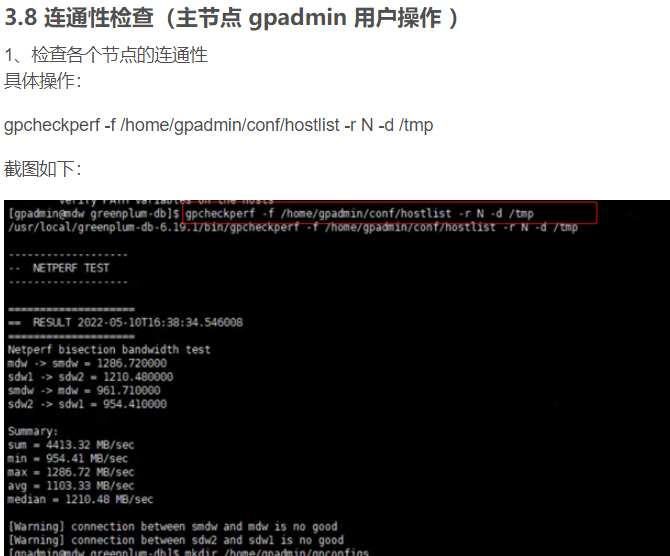 3.8 连通性检查（主节点 gpadmin 用户操作 ）
1、检查各个节点的连通性
具体操作：
gpcheckperf -f /home/gpadmin/conf/hostlist -r N -d /tmp
截图如下：
verify PATH variables on the hosts
[gpadmin@mdw greenplum-db]$ gpcheckperf -f /home/gpadmin/conf/hostlist -r N -d /tmp
/usr/local/greenplum-db-6.19.1/bin/gpcheckperf -f /home/gpadmin/conf/hostlist -r N -d /tmp
-------------------
--  NETPERF TEST
-------------------
====================
==  RESULT 2022-05-10T16:38:34.546008
====================
Netperf bisection bandwidth test
mdw -> smdw = 1286.720000
sdw1 -> sdw2 = 1210.480000
smdw -> mdw = 961.710000
sdw2 -> sdw1 = 954.410000
Summary:
sum = 4413.32 MB/sec
min = 954.41 MB/sec
max = 1286.72 MB/sec
avg = 1103.33 MB/sec
median = 1210.48 MB/sec
[Warning] connection between smdw and mdw is no good
[Warning] connection between sdw2 and sdw1 is no good
[gpadmin@mdw greenplum-db]$ mkdir /home/gpadmin/gpconfigs